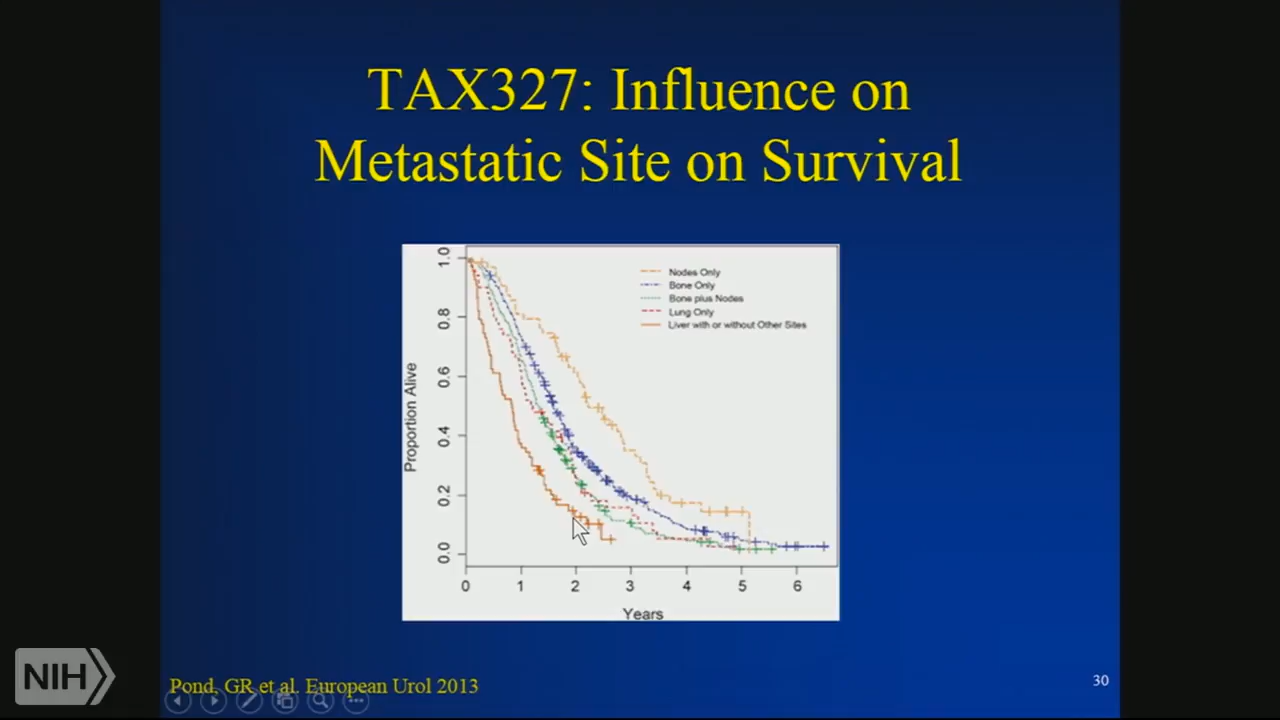 TAX327: Influence on
Metastatic Site on Survival
Nodes Only
Bone Only
Bone plus Nodes
Lung Only
Liver with or without Other Sites
Proportion Alive
1.0
0.8
0.6
0.4
0.2
0.0
0 1 2 3 4 5 6
Years
NIH
Pond, GR et al. European Urol 2013
30